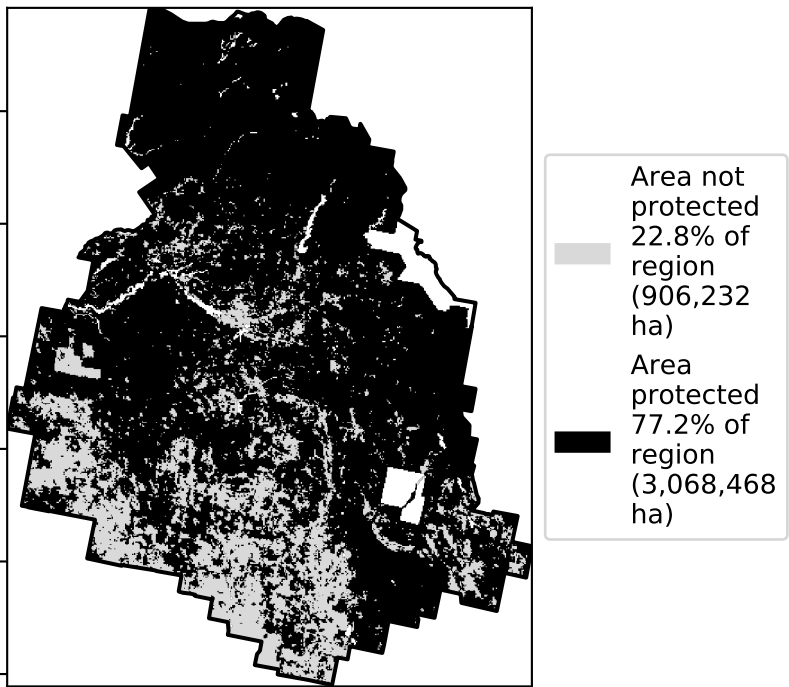 Area not
protected
22.8% of
region
(906,232
ha)
Area
protected
77.2% of
region
(3,068,468
ha)